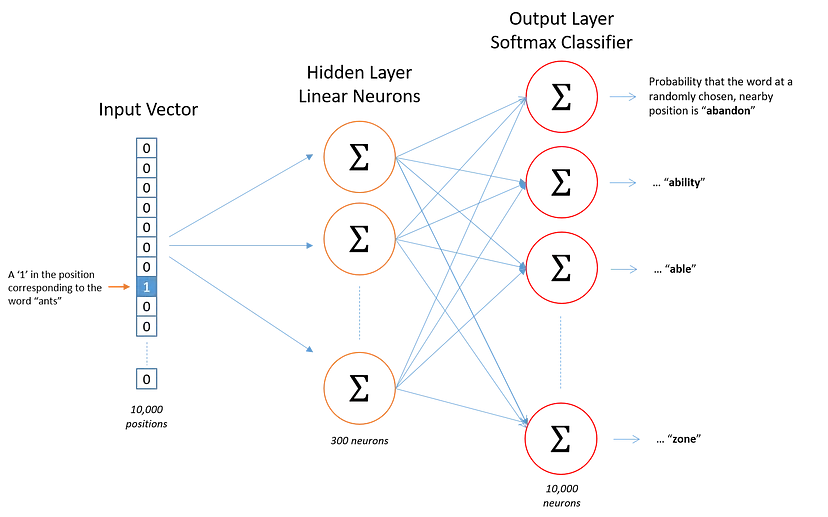 Input Vector
0
0
0
0
0
0
0
1
0
0
0
A ‘1’ in the position
corresponding to the
word “ants”
10,000
positions
Hidden Layer
Linear Neurons
Σ
Σ
Σ
300 neurons
Output Layer
Softmax Classifier
Σ
Σ
Σ
Σ
10,000
neurons
Probability that the word at a
randomly chosen, nearby
position is “abandon”
… “ability”
… “able”
… “zone”